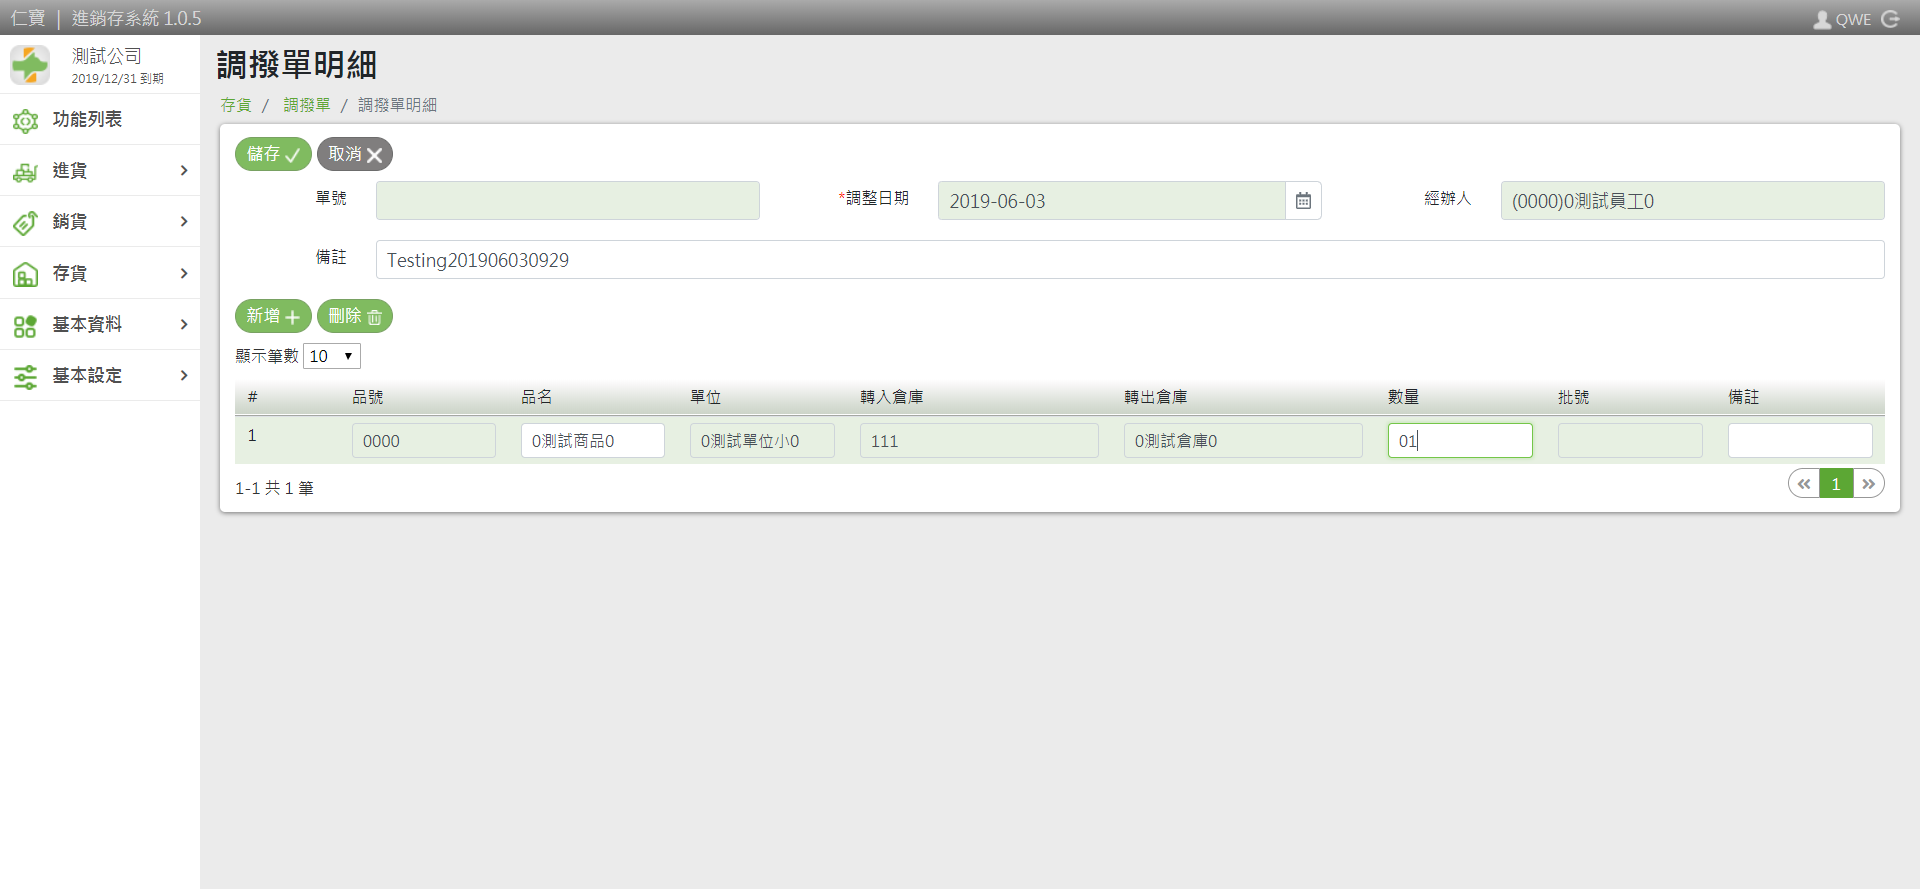 仁寶 | 進銷存系統 1.0.5
QWE
測試公司
2019/12/31 到期
功能列表
進貨
銷貨
存貨
基本資料
基本設定
調撥單明細
存貨 / 調撥單 / 調撥單明細
儲存 取消
單號 *調整日期 2019-06-03 經辦人 (0000)0測試員工0
備註 Testing201906030929
新增 刪除
顯示筆數 10
# 品號 品名 單位 轉入倉庫 轉出倉庫 數量 批號 備註
1 0000 0測試商品0 0測試單位小0 111 0測試倉庫0 01
1-1 共 1 筆
« 1 »